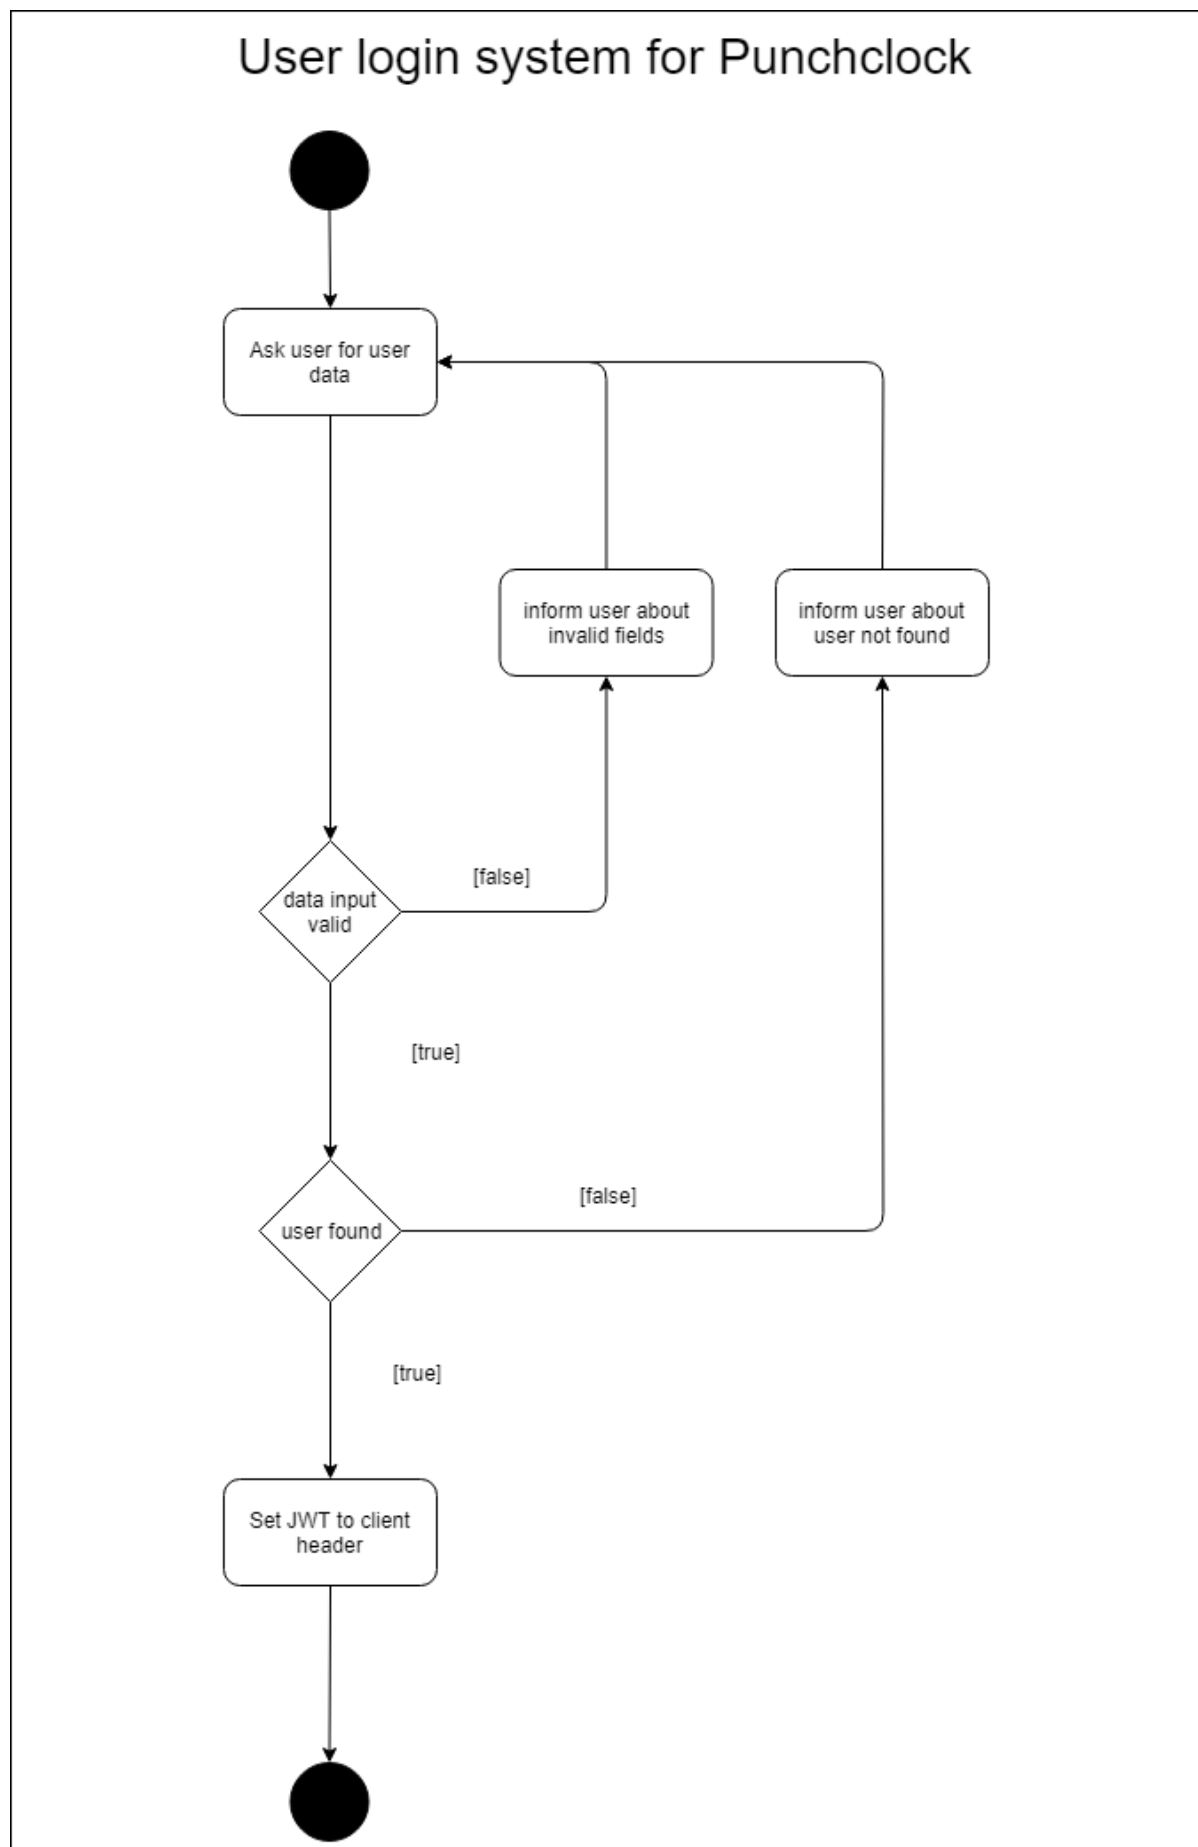 User login system for Punchclock
Ask user for user
data
inform user about
invalid fields
inform user about
user not found
data input
valid
[false]
[true]
user found
[false]
[true]
Set JWT to client
header